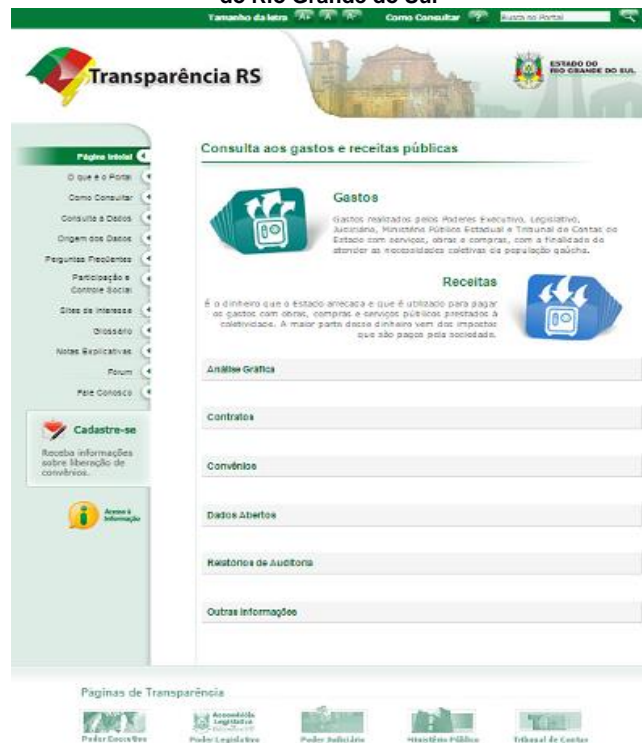 do Rio Grande do Sul
Tamanho da letra A+ A A- Como Consultar ? Busca no Portal
Transparência RS
ESTADO DO
RIO GRANDE DO SUL
Consulta aos gastos e receitas públicas
Página Inicial
O que é o Portal
Como Consultar
Consulta a Dados
Origem dos Dados
Perguntas Freqüentes
Participação e
Controle Social
Sites de Interesse
Glossário
Notas Explicativas
Forum
Fale Conosco
Cadastre-se
Receba informações
sobre liberação de
convênios.
i Acesso à
Informação
Gastos
Gastos realizados pelos Poderes Executivo, Legislativo,
Judiciário, Ministério Público Estadual e Tribunal de Contas do
Estado com serviços, obras e compras, com a finalidade de
atender as necessidades coletivas da população gaúcha.
Receitas
É o dinheiro que o Estado arrecada e que é utilizado para pagar
os gastos com obras, compras e serviços públicos prestados à
coletividade. A maior parte desse dinheiro vem dos impostos
que são pagos pela sociedade.
Análise Gráfica
Contratos
Convênios
Dados Abertos
Relatórios de Auditoria
Outras Informações
Páginas de Transparência
Assembleia
Legislativa
Poder Executivo Poder Legislativo Poder Judiciário Ministério Público Tribunal de Contas